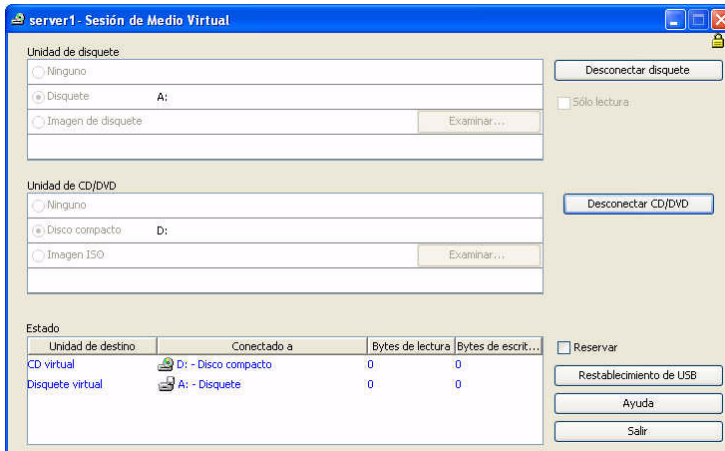 server1 - Sesión de Medio Virtual
Unidad de disquete
Ninguno
Disquete A:
Imagen de disquete Examinar...
Desconectar disquete
Sólo lectura
Unidad de CD/DVD
Ninguno
Disco compacto D:
Imagen ISO Examinar...
Desconectar CD/DVD
Estado
Unidad de destino Conectado a Bytes de lectura Bytes de escrit...
CD virtual D: - Disco compacto 0 0
Disquete virtual A: - Disquete 0 0
Reservar
Restablecimiento de USB
Ayuda
Salir